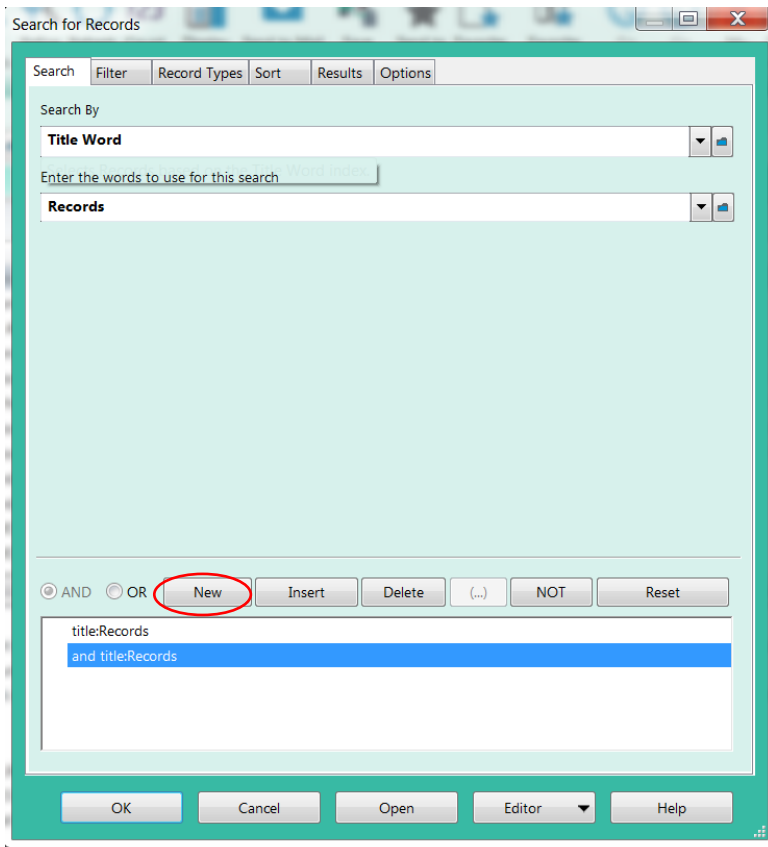 Search for Records
Search Filter Record Types Sort Results Options
Search By
Title Word
Enter the words to use for this search
Records
AND OR New Insert Delete (...) NOT Reset
title:Records
and title:Records
OK Cancel Open Editor Help